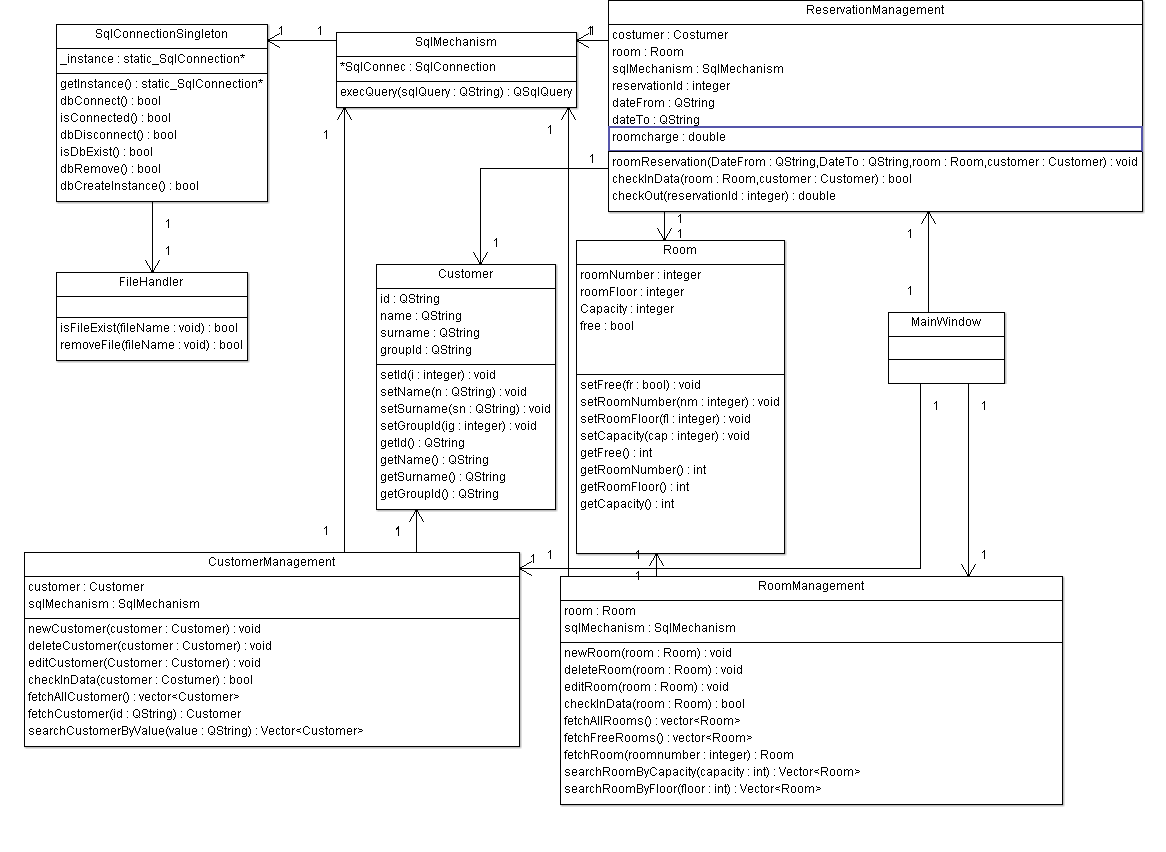 SqlConnectionSingleton
_instance : static_SqlConnection*
getInstance() : static_SqlConnection*
dbConnect() : bool
isConnected() : bool
dbDisconnect() : bool
isDbExist() : bool
dbRemove() : bool
dbCreateInstance() : bool
1
1
SqlMechanism
*SqlConnec : SqlConnection
execQuery(sqlQuery : QString) : QSqlQuery
1
1
ReservationManagement
costumer : Costumer
room : Room
sqlMechanism : SqlMechanism
reservationId : integer
dateFrom : QString
dateTo : QString
roomcharge : double
roomReservation(DateFrom : QString,DateTo : QString,room : Room,customer : Customer) : void
checkInData(room : Room,customer : Customer) : bool
checkOut(reservationId : integer) : double
1
1
1
1
1
1
1
1
FileHandler
isFileExist(fileName : void) : bool
removeFile(fileName : void) : bool
Customer
id : QString
name : QString
surname : QString
groupId : QString
setId(i : integer) : void
setName(n : QString) : void
setSurname(sn : QString) : void
setGroupId(ig : integer) : void
getId() : QString
getName() : QString
getSurname() : QString
getGroupId() : QString
Room
roomNumber : integer
roomFloor : integer
Capacity : integer
free : bool
setFree(fr : bool) : void
setRoomNumber(nm : integer) : void
setRoomFloor(fl : integer) : void
setCapacity(cap : integer) : void
getFree() : int
getRoomNumber() : int
getRoomFloor() : int
getCapacity() : int
1
1
MainWindow
1
1
1
1
1
1
1
1
1
CustomerManagement
customer : Customer
sqlMechanism : SqlMechanism
newCustomer(customer : Customer) : void
deleteCustomer(customer : Customer) : void
editCustomer(Customer : Customer) : void
checkInData(customer : Costumer) : bool
fetchAllCustomer() : vector<Customer>
fetchCustomer(id : QString) : Customer
searchCustomerByValue(value : QString) : Vector<Customer>
RoomManagement
room : Room
sqlMechanism : SqlMechanism
newRoom(room : Room) : void
deleteRoom(room : Room) : void
editRoom(room : Room) : void
checkInData(room : Room) : bool
fetchAllRooms() : vector<Room>
fetchFreeRooms() : vector<Room>
fetchRoom(roomnumber : integer) : Room
searchRoomByCapacity(capacity : int) : Vector<Room>
searchRoomByFloor(floor : int) : Vector<Room>